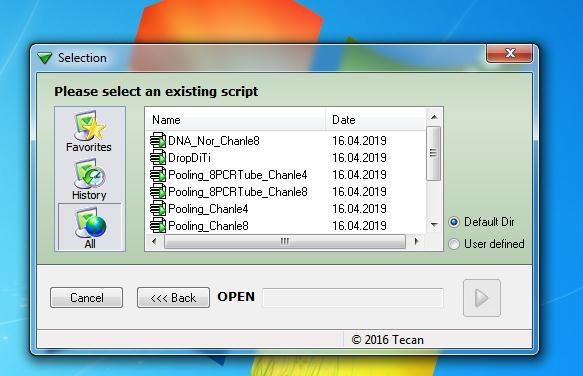 Selection
Please select an existing script
Favorites
History
All
Name Date
DNA_Nor_Chanle8 16.04.2019
DropDiTi 16.04.2019
Pooling_8PCRTube_Chanle4 16.04.2019
Pooling_8PCRTube_Chanle8 16.04.2019
Pooling_Chanle4 16.04.2019
Pooling_Chanle8 16.04.2019
Default Dir
User defined
Cancel <<< Back OPEN
© 2016 Tecan